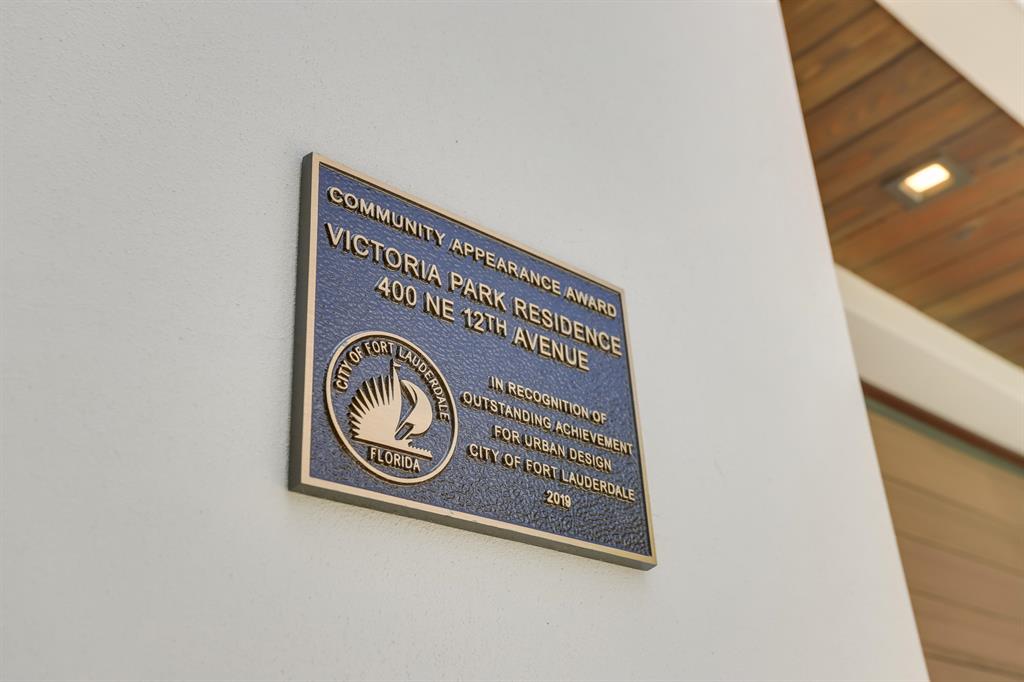 COMMUNITY APPEARANCE AWARD
VICTORIA PARK RESIDENCE
400 NE 12TH AVENUE
CITY OF FORT LAUDERDALE
FLORIDA
IN RECOGNITION OF
OUTSTANDING ACHIEVEMENT
FOR URBAN DESIGN
CITY OF FORT LAUDERDALE
2019